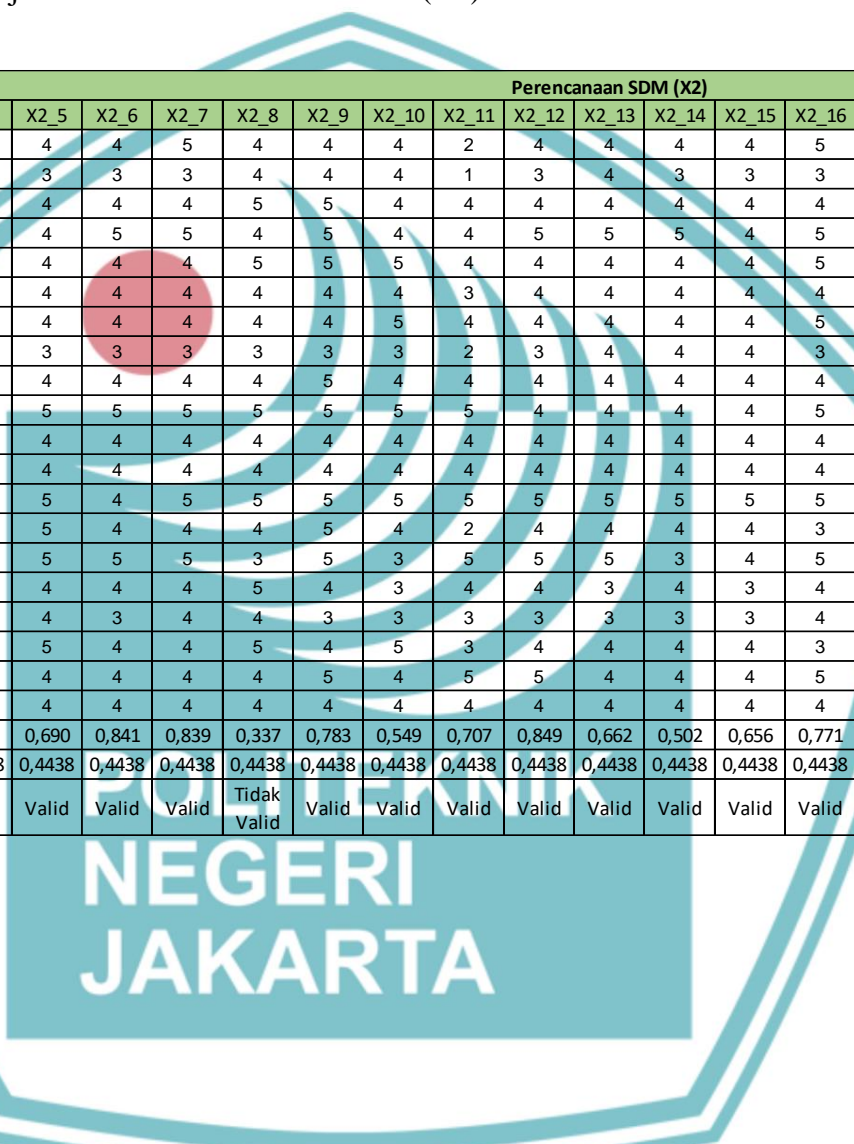 Perencanaan SDM (X2)
X2_5 X2_6 X2_7 X2_8 X2_9 X2_10 X2_11 X2_12 X2_13 X2_14 X2_15 X2_16
4 4 5 4 4 4 2 4 4 4 4 5
3 3 3 4 4 4 1 3 4 3 3 3
4 4 4 5 5 4 4 4 4 4 4 4
4 5 5 4 5 4 4 5 5 5 4 5
4 4 4 5 5 5 4 4 4 4 4 5
4 4 4 4 4 4 3 4 4 4 4 4
4 4 4 4 4 5 4 4 4 4 4 5
3 3 3 3 3 3 2 3 4 4 4 3
4 4 4 4 5 4 4 4 4 4 4 4
5 5 5 5 5 5 5 4 4 4 4 5
4 4 4 4 4 4 4 4 4 4 4 4
4 4 4 4 4 4 4 4 4 4 4 4
5 4 5 5 5 5 5 5 5 5 5 5
5 4 4 4 5 4 2 4 4 4 4 3
5 5 5 3 5 3 5 5 5 3 4 5
4 4 4 5 4 3 4 4 3 4 3 4
4 3 4 4 3 3 3 3 3 3 3 4
5 4 4 5 4 5 3 4 4 4 4 3
4 4 4 4 5 4 5 5 4 4 4 5
4 4 4 4 4 4 4 4 4 4 4 4
0,690 0,841 0,839 0,337 0,783 0,549 0,707 0,849 0,662 0,502 0,656 0,771
0,4438 0,4438 0,4438 0,4438 0,4438 0,4438 0,4438 0,4438 0,4438 0,4438 0,4438 0,4438
Valid Valid Valid Tidak Valid Valid Valid Valid Valid Valid Valid Valid Valid
POLITEKNIK
NEGERI
JAKARTA